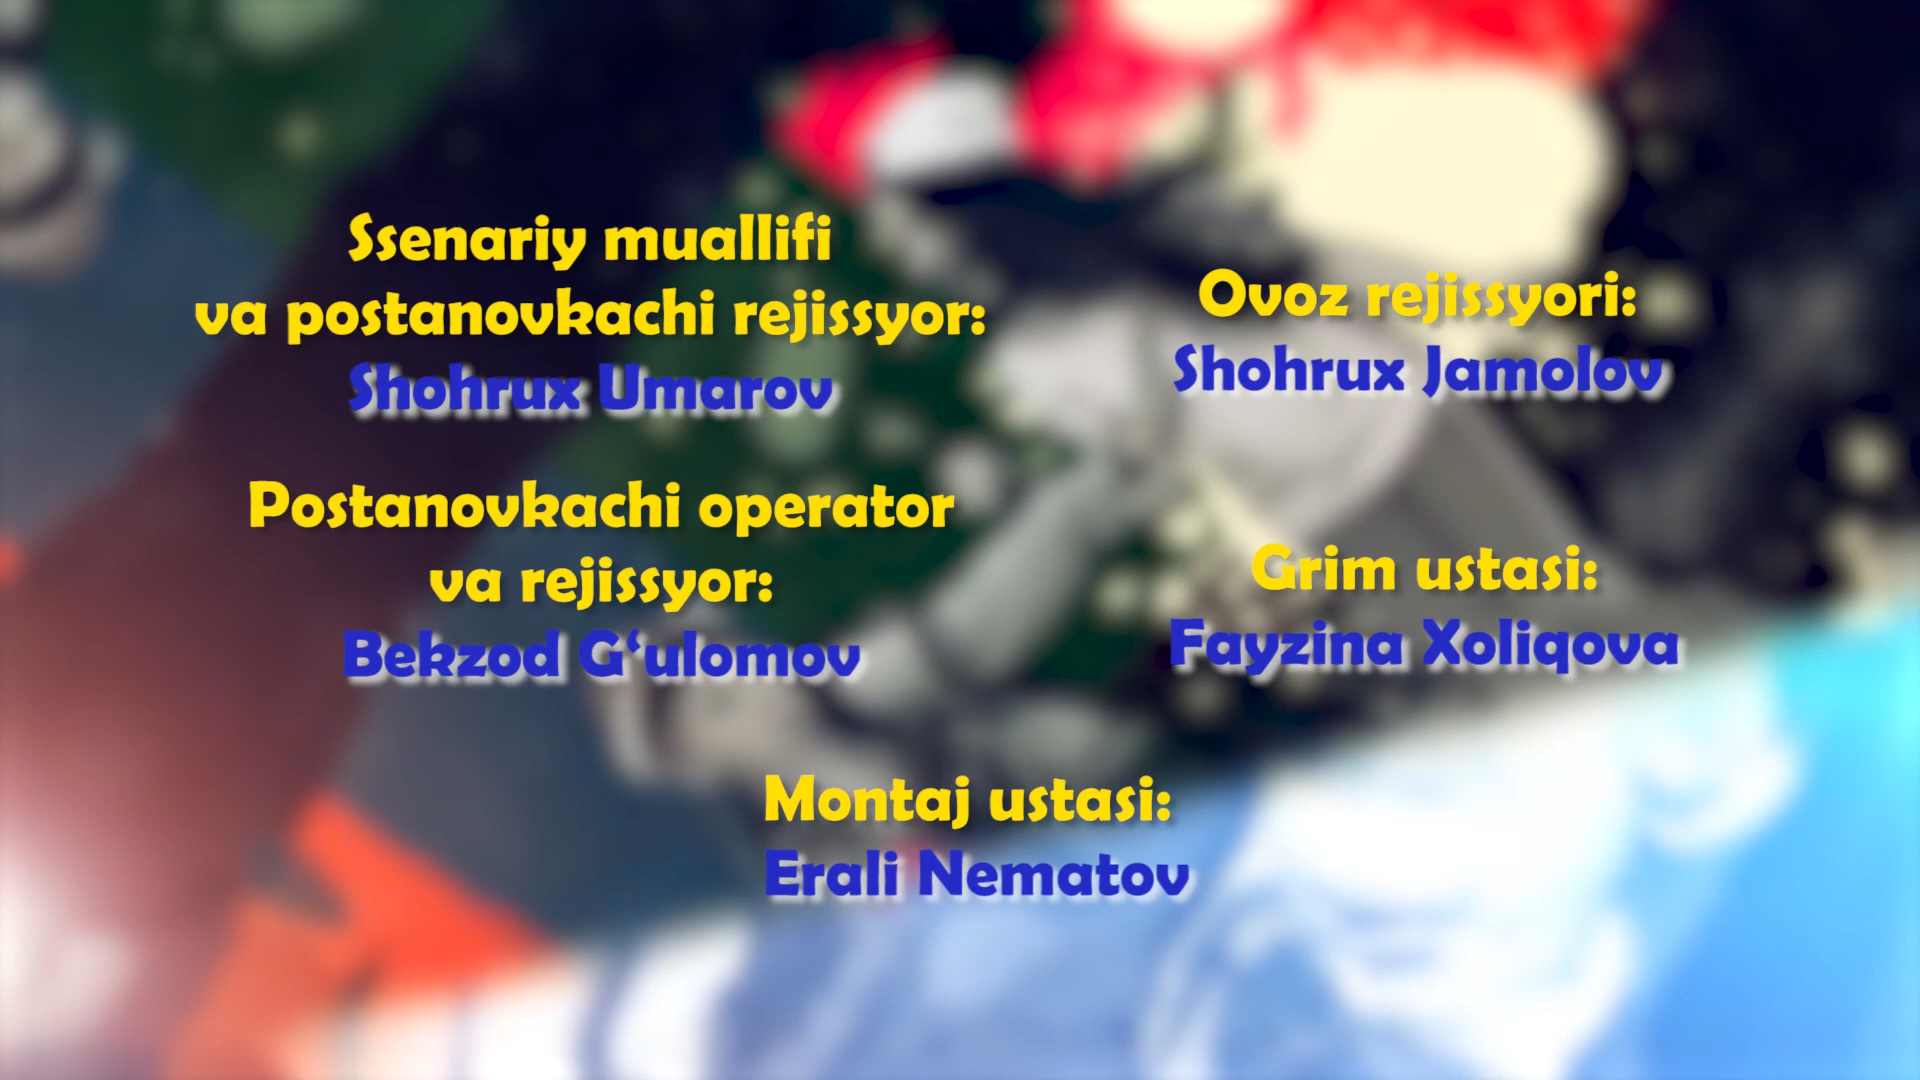 Ssenariy muallifi
va postanovkachi rejissyor:
Shohrux Umarov
Postanovkachi operator
va rejissyor:
Bekzod G‘ulomov
Ovoz rejissyori:
Shohrux Jamolov
Grim ustasi:
Fayzina Xoliqova
Montaj ustasi:
Erali Nematov